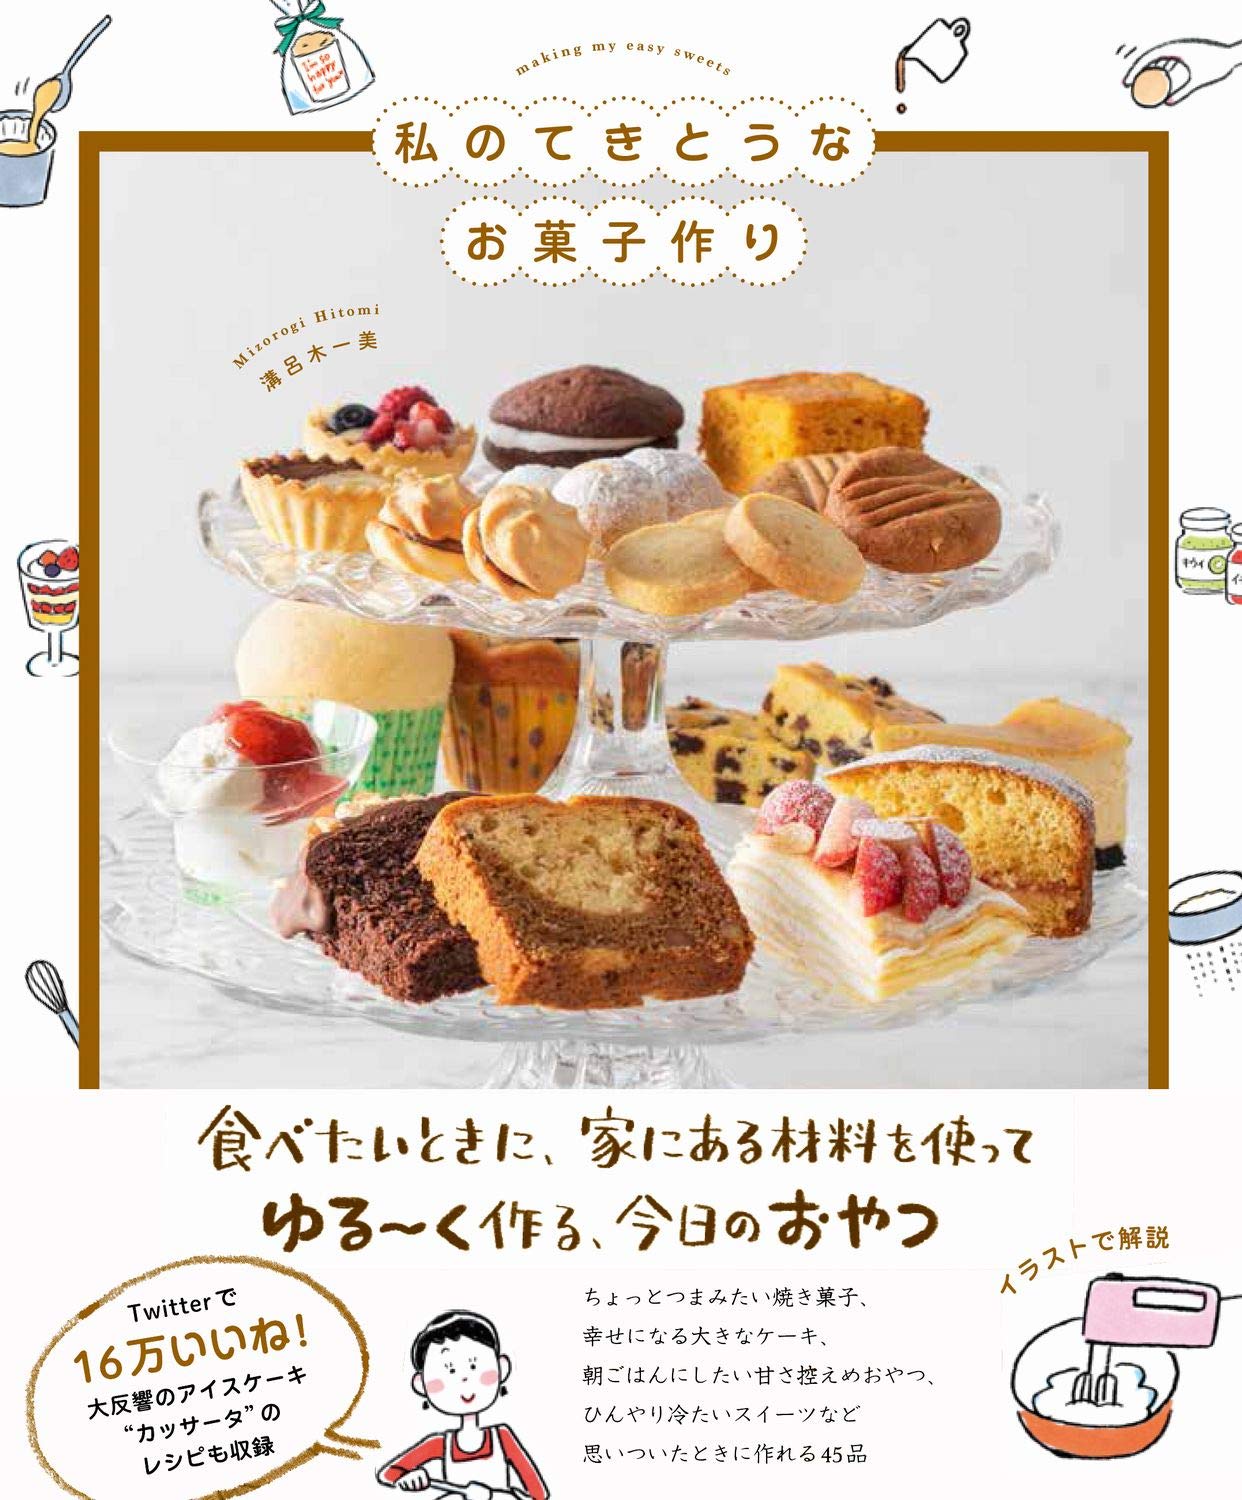 I'm so
happy
for you♥
making my easy sweets
私のてきとうな
お菓子作り
Mizorogi Hitomi
溝呂木一美
キウイ
食べたいときに、家にある材料を使って
ゆる〜く作る、今日のおやつ
イラストで解説
Twitterで
16万いいね!
大反響のアイスケーキ
“カッサータ”の
レシピも収録
ちょっとつまみたい焼き菓子、
幸せになる大きなケーキ、
朝ごはんにしたい甘さ控えめおやつ、
ひんやり冷たいスイーツなど
思いついたときに作れる45品